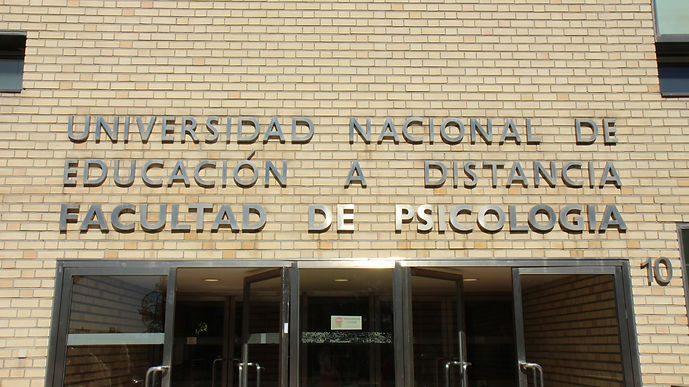 UNIVERSIDAD NACIONAL DE
EDUCACIÓN A DISTANCIA
FACULTAD DE PSICOLOGIA
10